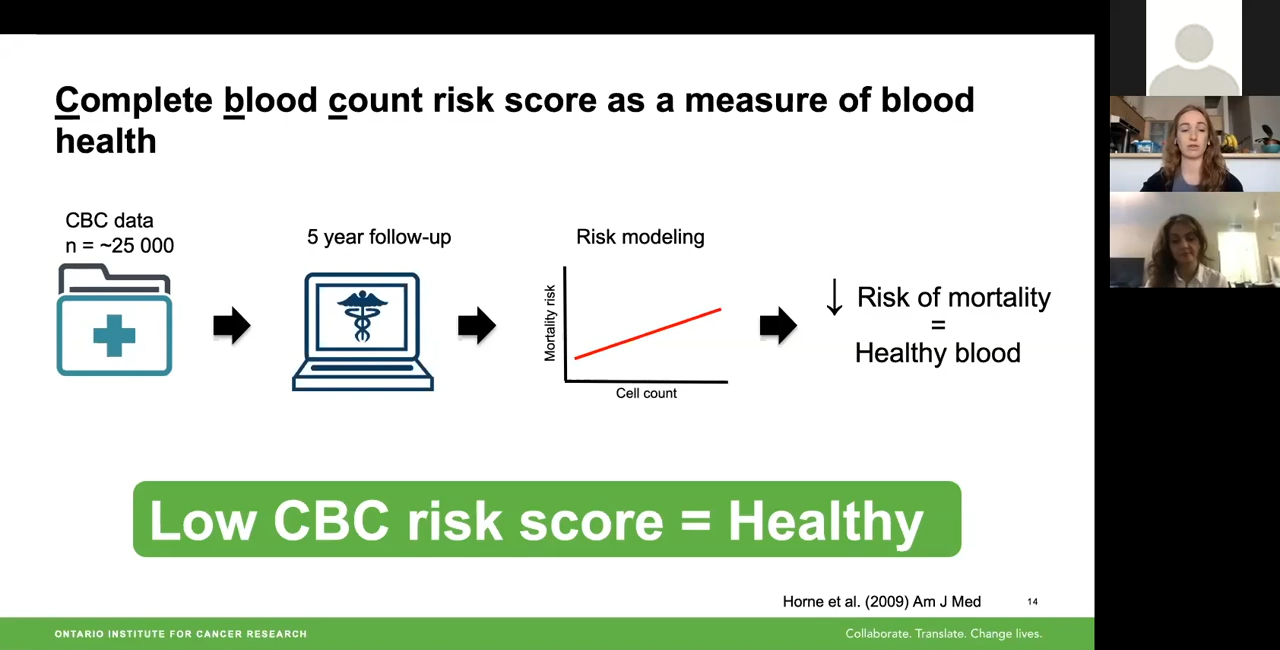 Complete blood count risk score as a measure of blood
health
CBC data
n = ~25 000
5 year follow-up
Risk modeling
Mortality risk
Cell count
↓ Risk of mortality
=
Healthy blood
Low CBC risk score = Healthy
Horne et al. (2009) Am J Med
14
ONTARIO INSTITUTE FOR CANCER RESEARCH
Collaborate. Translate. Change lives.